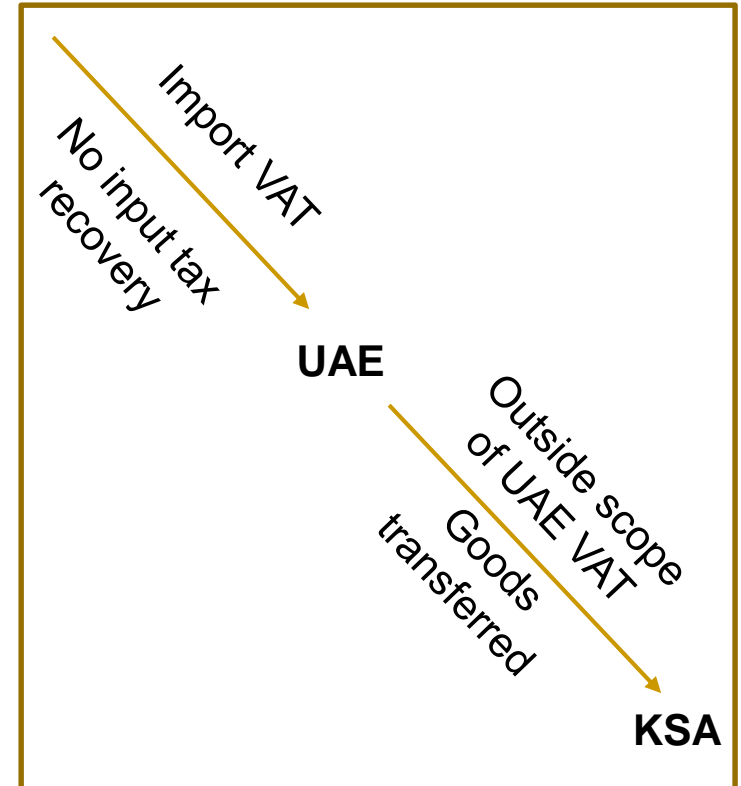 Import VAT
No input tax
recovery
UAE
Outside scope
of UAE VAT
Goods
transferred
KSA